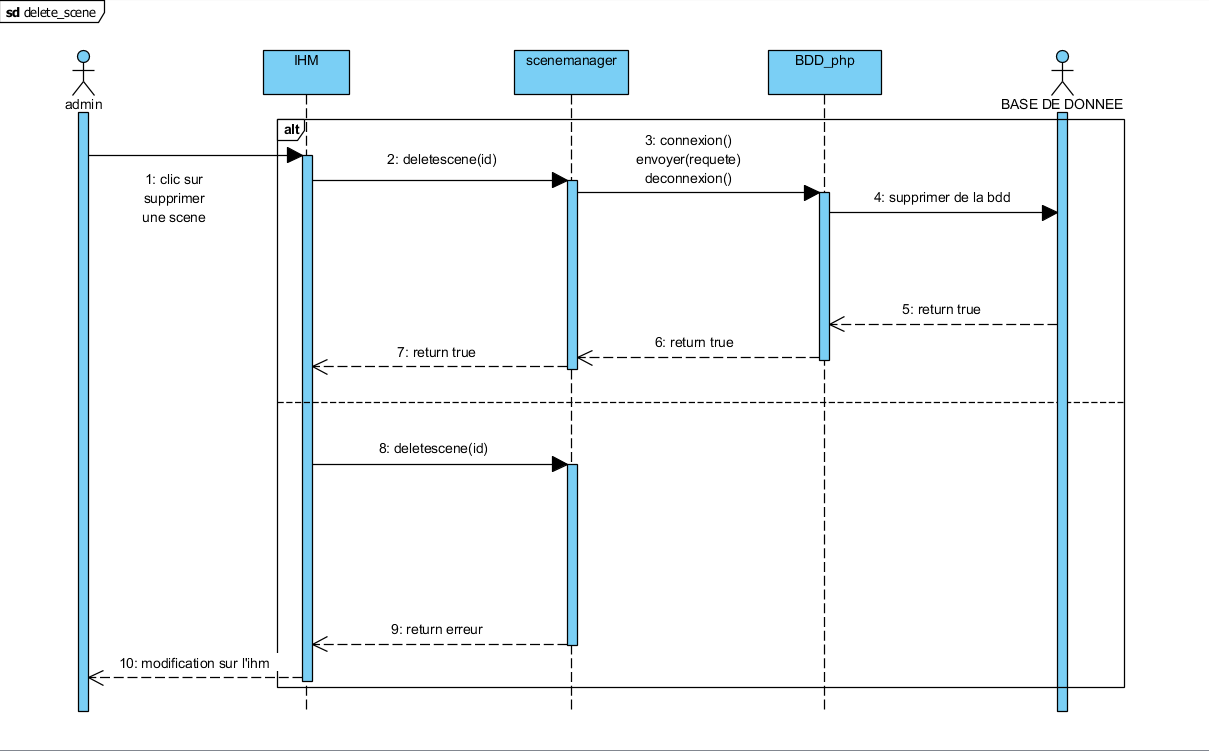 sd delete_scene
admin
IHM
scenemanager
BDD_php
BASE DE DONNEE
alt
1: clic sur
supprimer
une scene
2: deletescene(id)
3: connexion()
envoyer(requete)
deconnexion()
4: supprimer de la bdd
5: return true
6: return true
7: return true
8: deletescene(id)
9: return erreur
10: modification sur l'ihm